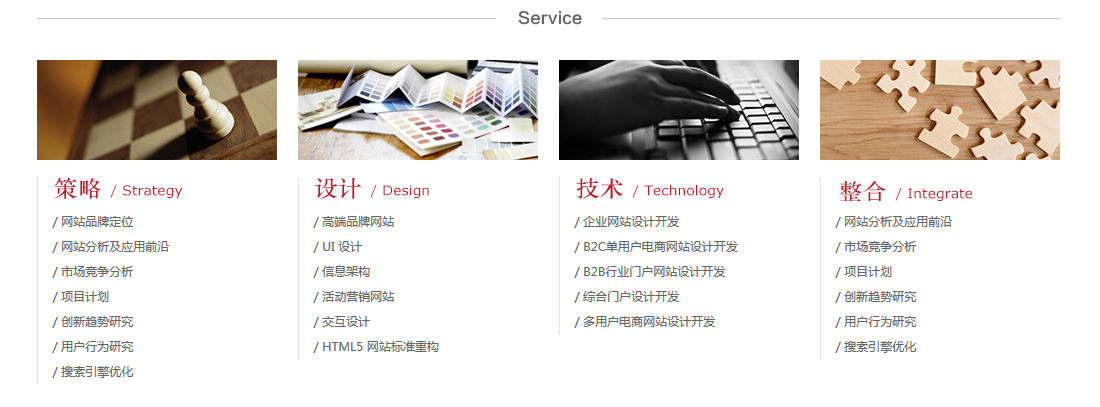 Service
策略 / Strategy
/ 网站品牌定位
/ 网站分析及应用前沿
/ 市场竞争分析
/ 项目计划
/ 创新趋势研究
/ 用户行为研究
/ 搜索引擎优化
设计 / Design
/ 高端品牌网站
/ UI 设计
/ 信息架构
/ 活动营销网站
/ 交互设计
/ HTML5 网站标准重构
技术 / Technology
/ 企业网站设计开发
/ B2C单用户电商网站设计开发
/ B2B行业门户网站设计开发
/ 综合门户设计开发
/ 多用户电商网站设计开发
整合 / Integrate
/ 网站分析及应用前沿
/ 市场竞争分析
/ 项目计划
/ 创新趋势研究
/ 用户行为研究
/ 搜索引擎优化